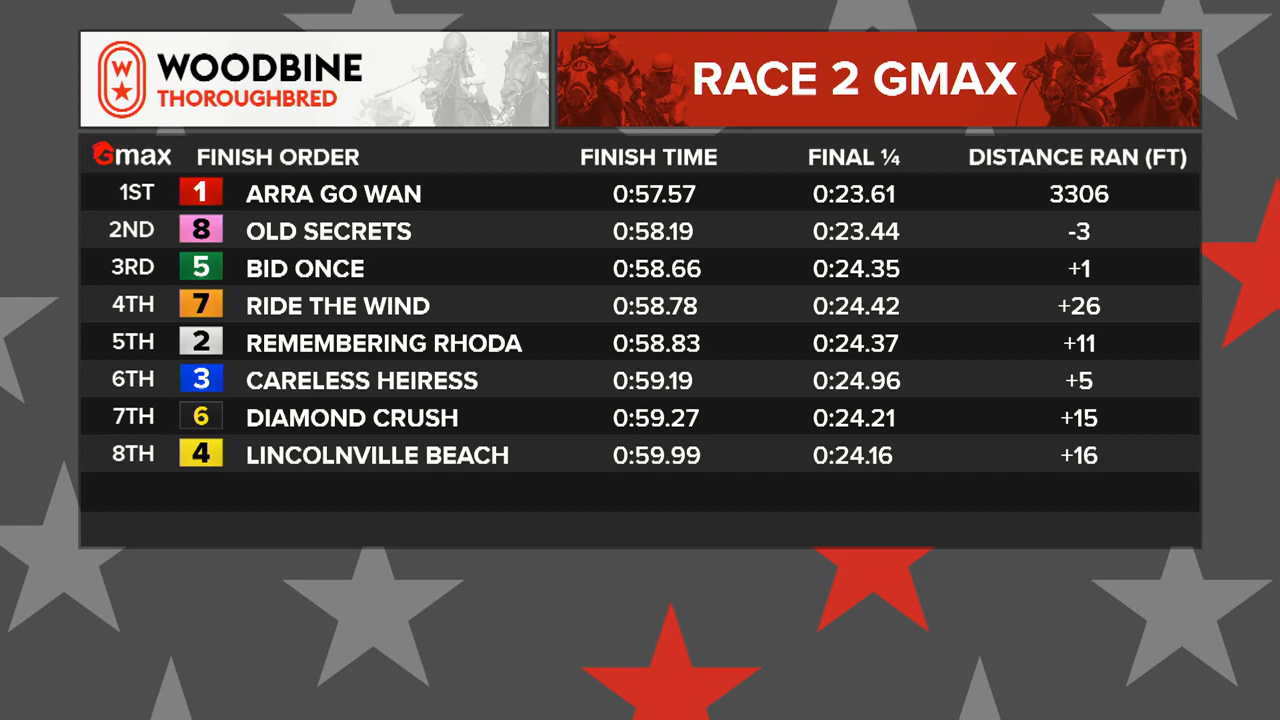 W WOODBINE THOROUGHBRED
RACE 2 GMAX
Gmax FINISH ORDER FINISH TIME FINAL ¼ DISTANCE RAN (FT)
1ST 1 ARRA GO WAN 0:57.57 0:23.61 3306
2ND 8 OLD SECRETS 0:58.19 0:23.44 -3
3RD 5 BID ONCE 0:58.66 0:24.35 +1
4TH 7 RIDE THE WIND 0:58.78 0:24.42 +26
5TH 2 REMEMBERING RHODA 0:58.83 0:24.37 +11
6TH 3 CARELESS HEIRESS 0:59.19 0:24.96 +5
7TH 6 DIAMOND CRUSH 0:59.27 0:24.21 +15
8TH 4 LINCOLNVILLE BEACH 0:59.99 0:24.16 +16